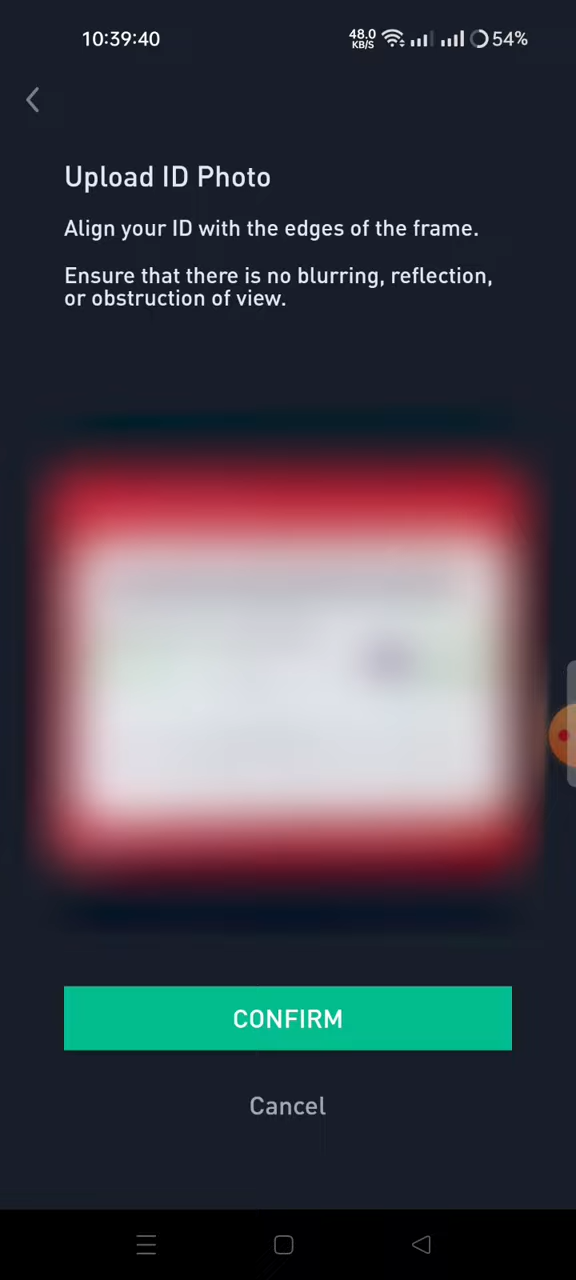 10:39:40
48.0
KB/S
54%
Upload ID Photo
Align your ID with the edges of the frame.
Ensure that there is no blurring, reflection,
or obstruction of view.
CONFIRM
Cancel